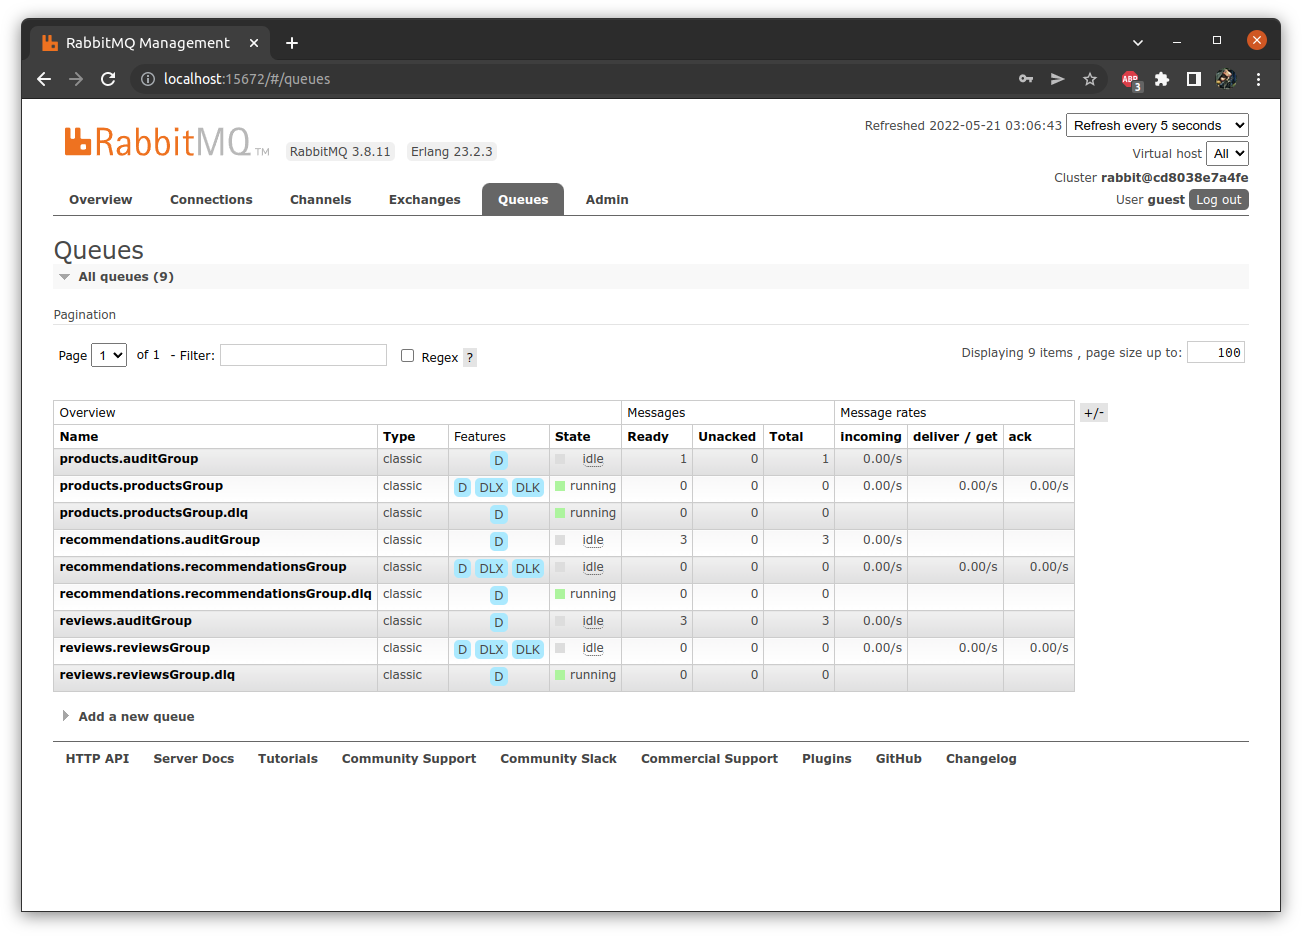 RabbitMQ Management
localhost:15672/#/queues
ABP
3
RabbitMQ TM
RabbitMQ 3.8.11 Erlang 23.2.3
Refreshed 2022-05-21 03:06:43 Refresh every 5 seconds
Virtual host All
Cluster rabbit@cd8038e7a4fe
User guest Log out
Overview Connections Channels Exchanges Queues Admin
Queues
All queues (9)
Pagination
Page 1 of 1 - Filter: Regex ? Displaying 9 items , page size up to: 100
Overview Messages Message rates +/-
Name Type Features State Ready Unacked Total incoming deliver / get ack
products.auditGroup classic D idle 1 0 1 0.00/s
products.productsGroup classic D DLX DLK running 0 0 0 0.00/s 0.00/s 0.00/s
products.productsGroup.dlq classic D running 0 0 0
recommendations.auditGroup classic D idle 3 0 3 0.00/s
recommendations.recommendationsGroup classic D DLX DLK idle 0 0 0 0.00/s 0.00/s 0.00/s
recommendations.recommendationsGroup.dlq classic D running 0 0 0
reviews.auditGroup classic D idle 3 0 3 0.00/s
reviews.reviewsGroup classic D DLX DLK idle 0 0 0 0.00/s 0.00/s 0.00/s
reviews.reviewsGroup.dlq classic D running 0 0 0
Add a new queue
HTTP API Server Docs Tutorials Community Support Community Slack Commercial Support Plugins GitHub Changelog